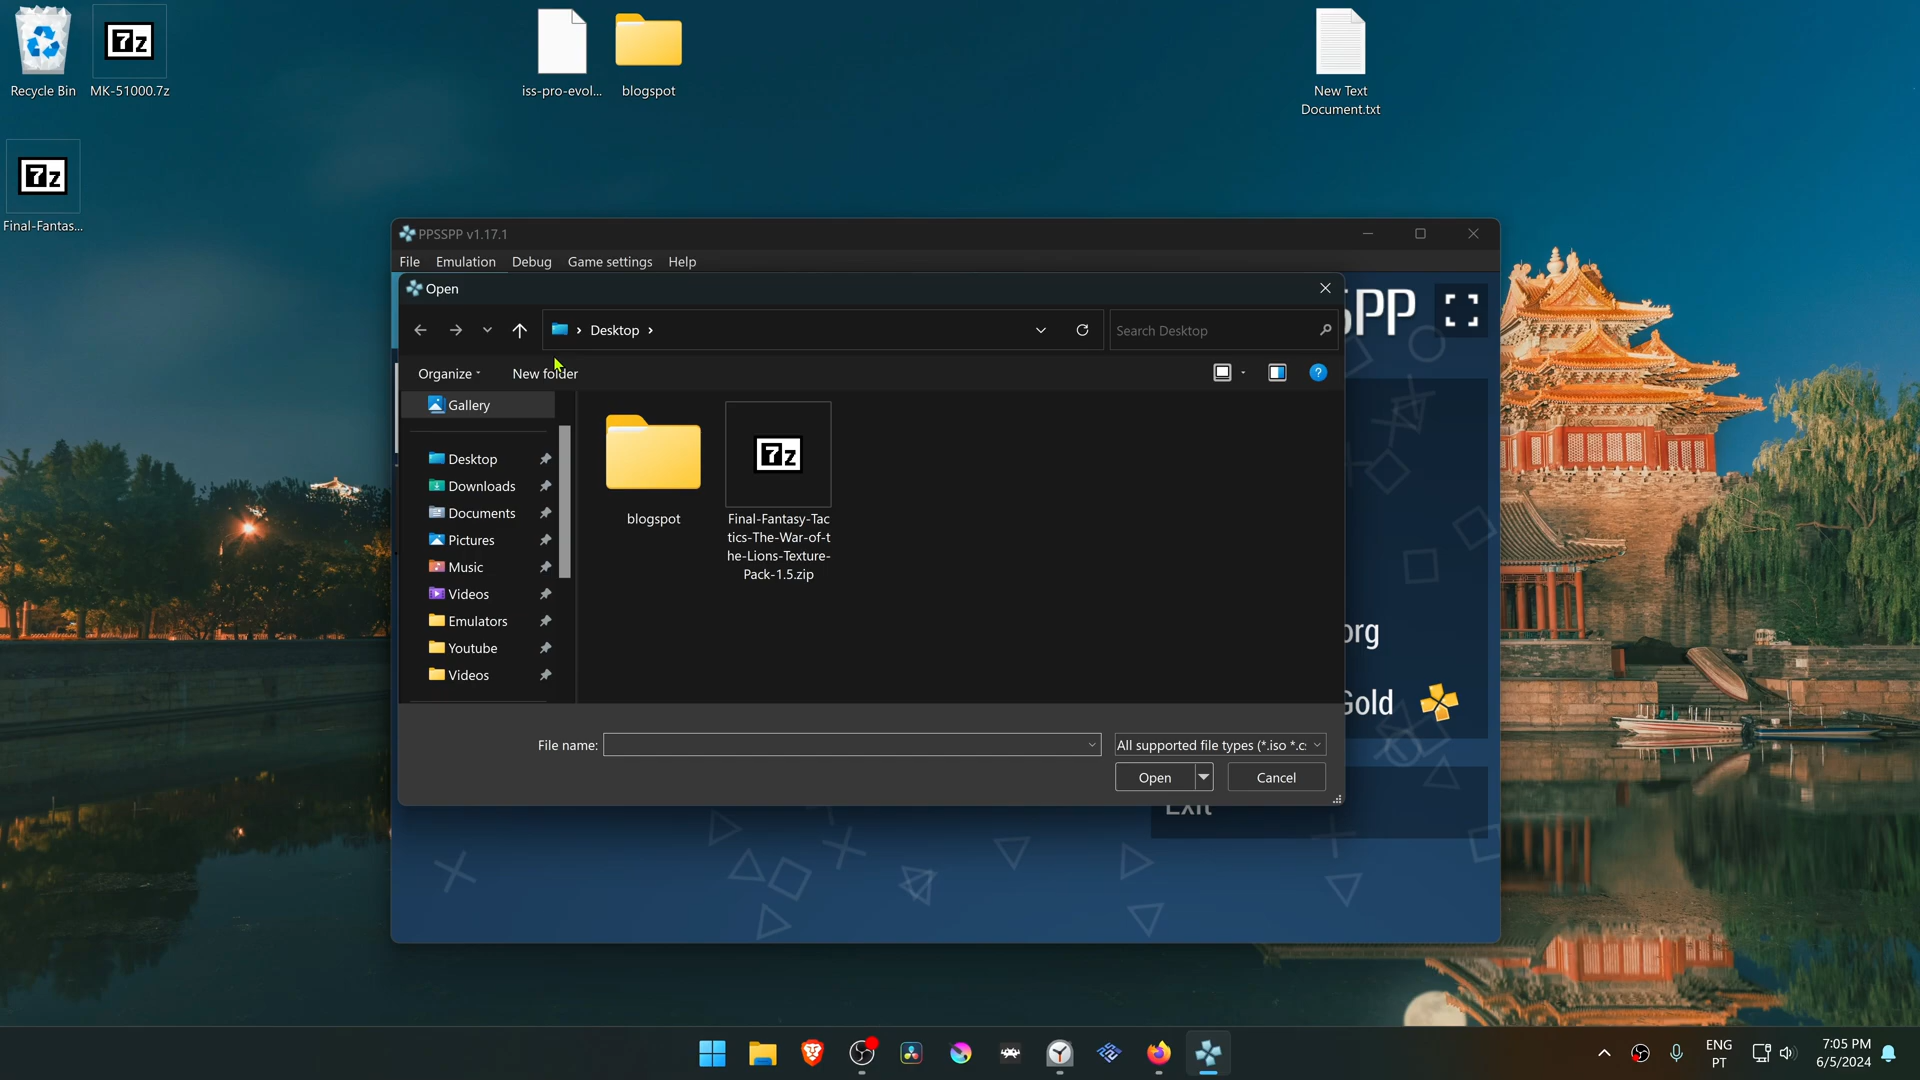 Recycle Bin
MK-51000.7z
iss-pro-evol...
blogspot
New Text
Document.txt
Final-Fantas...
PPSSPP v1.17.1
File
Emulation
Debug
Game settings
Help
Open
Desktop
Search Desktop
Organize
New folder
Gallery
Desktop
Downloads
Documents
Pictures
Music
Videos
Emulators
Youtube
Videos
blogspot
Final-Fantasy-Tac
tics-The-War-of-t
he-Lions-Texture-
Pack-1.5.zip
SPP
org
Gold
Exit
File name:
All supported file types (*.iso *.c
Open
Cancel
ENG
PT
7:05 PM
6/5/2024